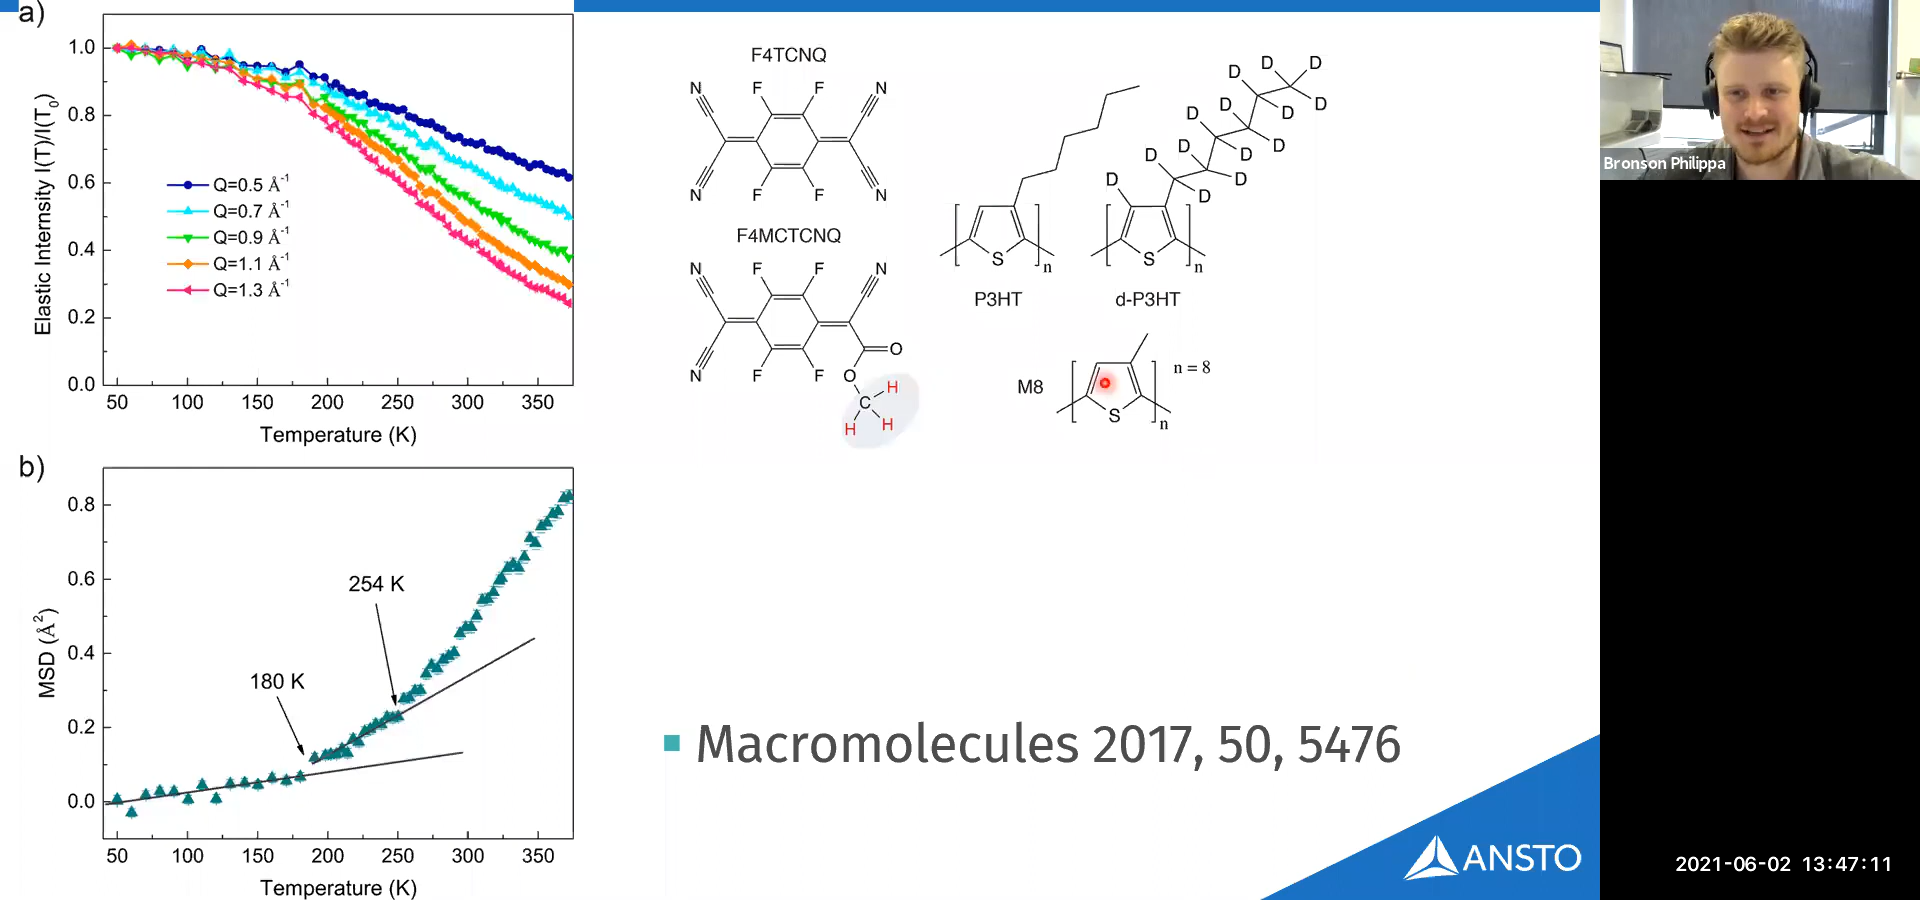 a)
Elastic Internsity I(T)/I(T₀)
1.0
0.8
0.6
0.4
0.2
0.0
Q=0.5 Å⁻¹
Q=0.7 Å⁻¹
Q=0.9 Å⁻¹
Q=1.1 Å⁻¹
Q=1.3 Å⁻¹
50 100 150 200 250 300 350
Temperature (K)
b)
MSD (Å²)
0.8
0.6
0.4
0.2
0.0
254 K
180 K
50 100 150 200 250 300 350
Temperature (K)
F4TCNQ
N F F N
N F F N
F4MCTCNQ
N F F N
N F F O
O
C H
H H
S
n
P3HT
D D
D D
D D
D D
D D
D D
D D
S
n
d-P3HT
M8
S
n
n = 8
Macromolecules 2017, 50, 5476
ANSTO
Bronson Philippa
2021-06-02 13:47:11